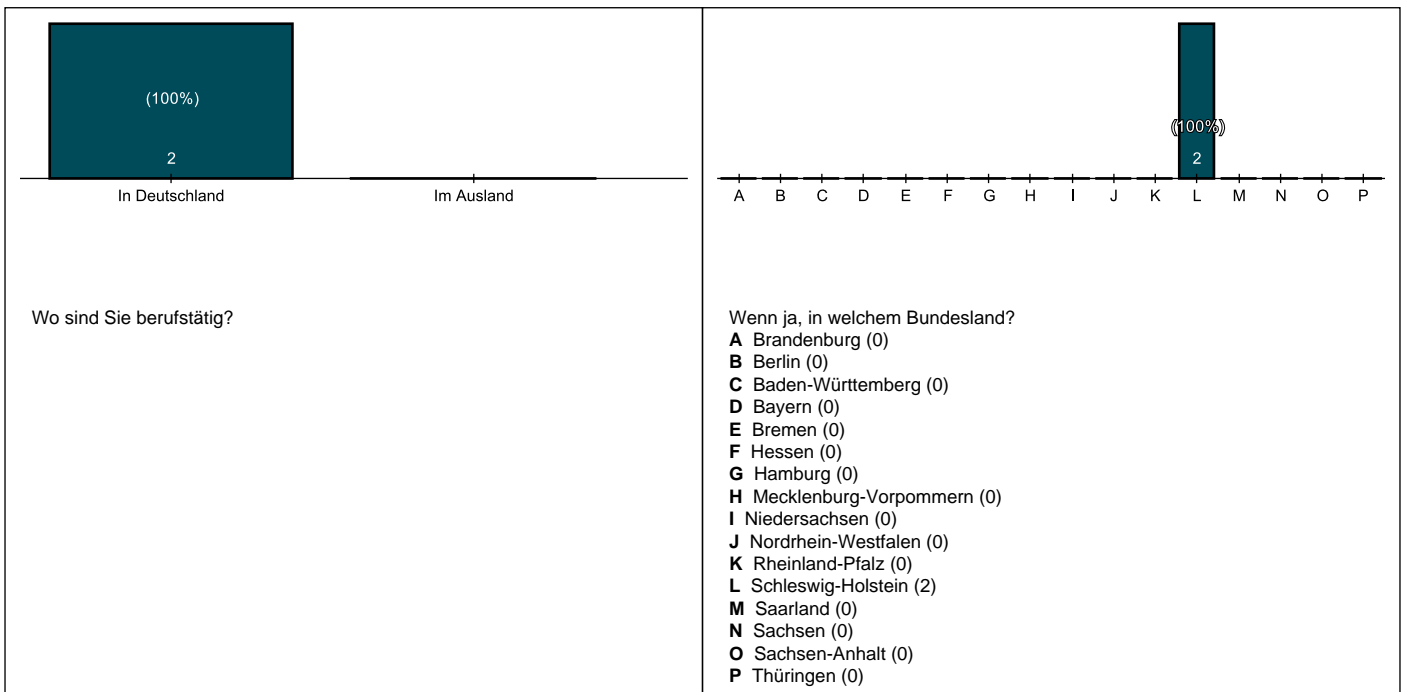 (100%)
2
In Deutschland
Im Ausland
Wo sind Sie berufstätig?
(100%)
2
A B C D E F G H I J K L M N O P
Wenn ja, in welchem Bundesland?
A Brandenburg (0)
B Berlin (0)
C Baden-Württemberg (0)
D Bayern (0)
E Bremen (0)
F Hessen (0)
G Hamburg (0)
H Mecklenburg-Vorpommern (0)
I Niedersachsen (0)
J Nordrhein-Westfalen (0)
K Rheinland-Pfalz (0)
L Schleswig-Holstein (2)
M Saarland (0)
N Sachsen (0)
O Sachsen-Anhalt (0)
P Thüringen (0)